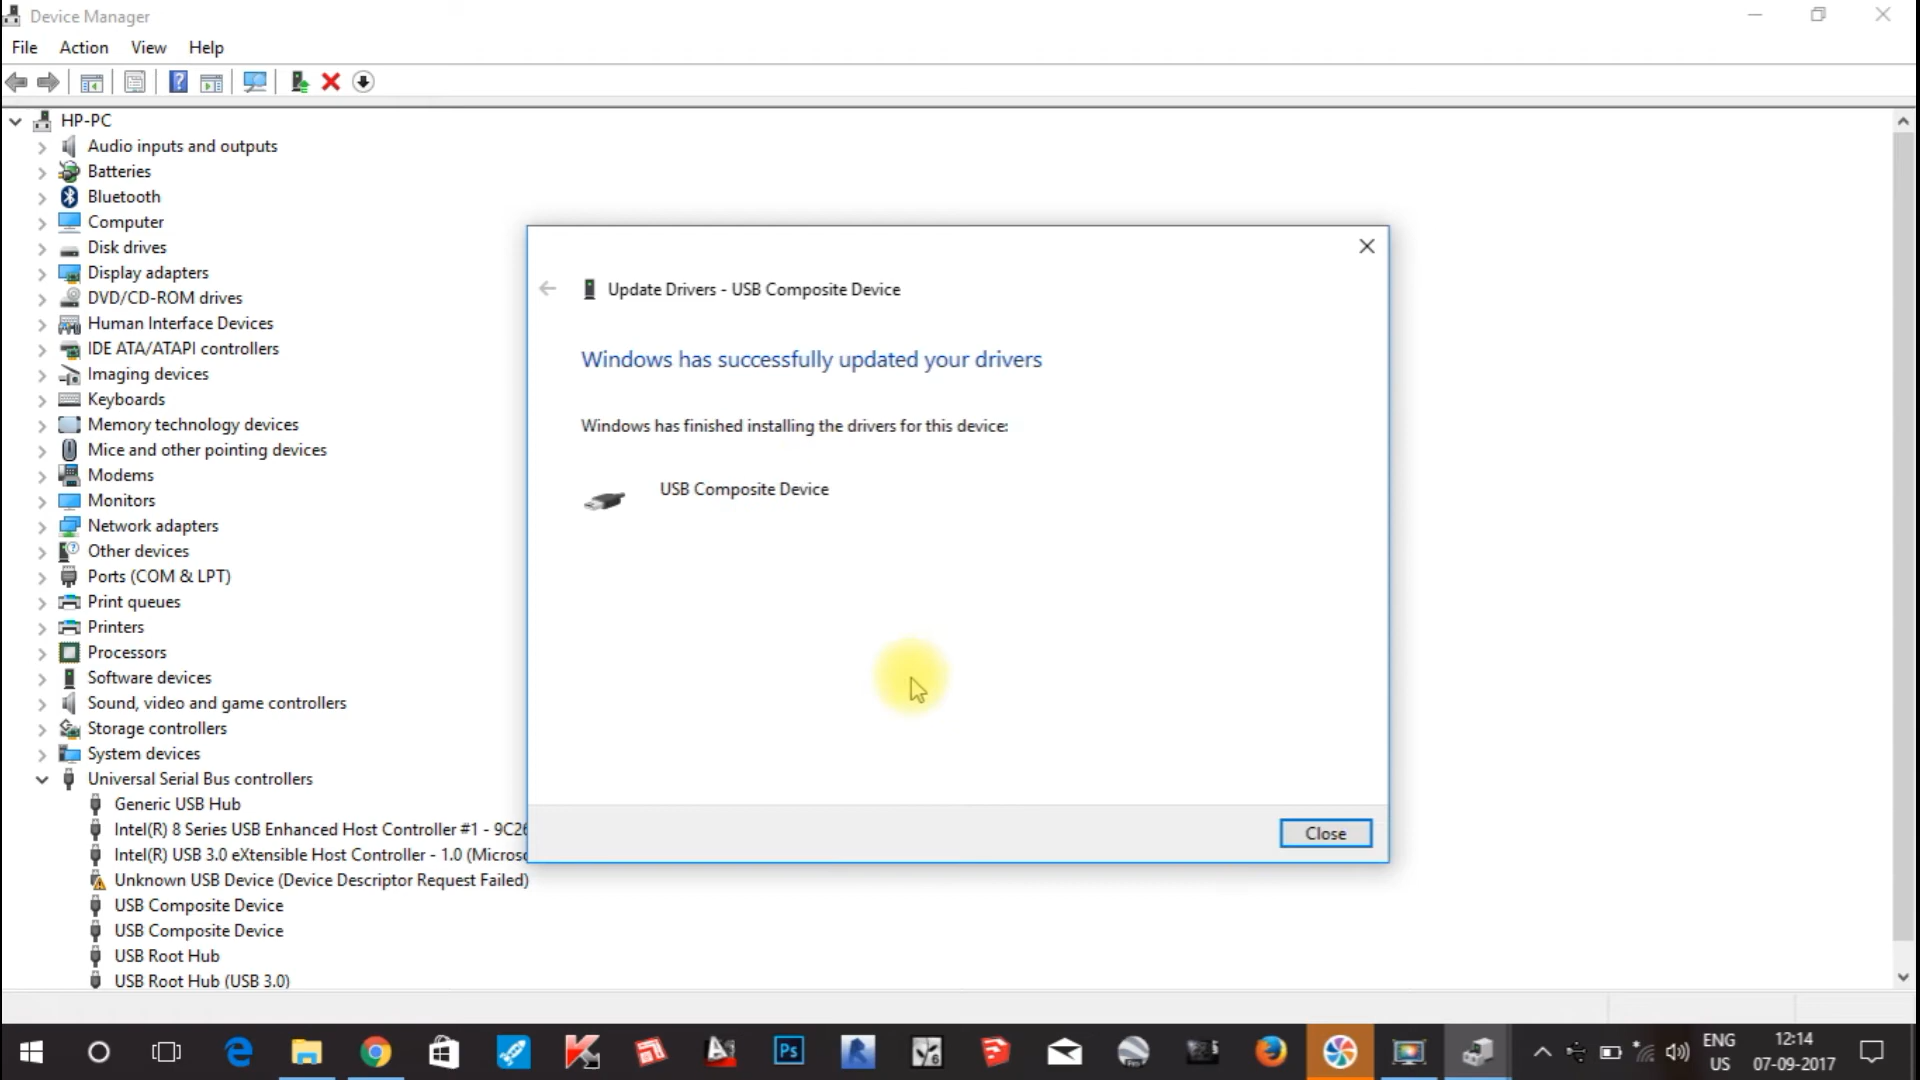 Device Manager
File Action View Help
HP-PC
Audio inputs and outputs
Batteries
Bluetooth
Computer
Disk drives
Display adapters
DVD/CD-ROM drives
Human Interface Devices
IDE ATA/ATAPI controllers
Imaging devices
Keyboards
Memory technology devices
Mice and other pointing devices
Modems
Monitors
Network adapters
Other devices
Ports (COM & LPT)
Print queues
Printers
Processors
Software devices
Sound, video and game controllers
Storage controllers
System devices
Universal Serial Bus controllers
Generic USB Hub
Intel(R) 8 Series USB Enhanced Host Controller #1 - 9C26
Intel(R) USB 3.0 eXtensible Host Controller - 1.0 (Microso
Unknown USB Device (Device Descriptor Request Failed)
USB Composite Device
USB Composite Device
USB Root Hub
USB Root Hub (USB 3.0)
Update Drivers - USB Composite Device
Windows has successfully updated your drivers
Windows has finished installing the drivers for this device:
USB Composite Device
Close
Ps
ENG
US
12:14
07-09-2017